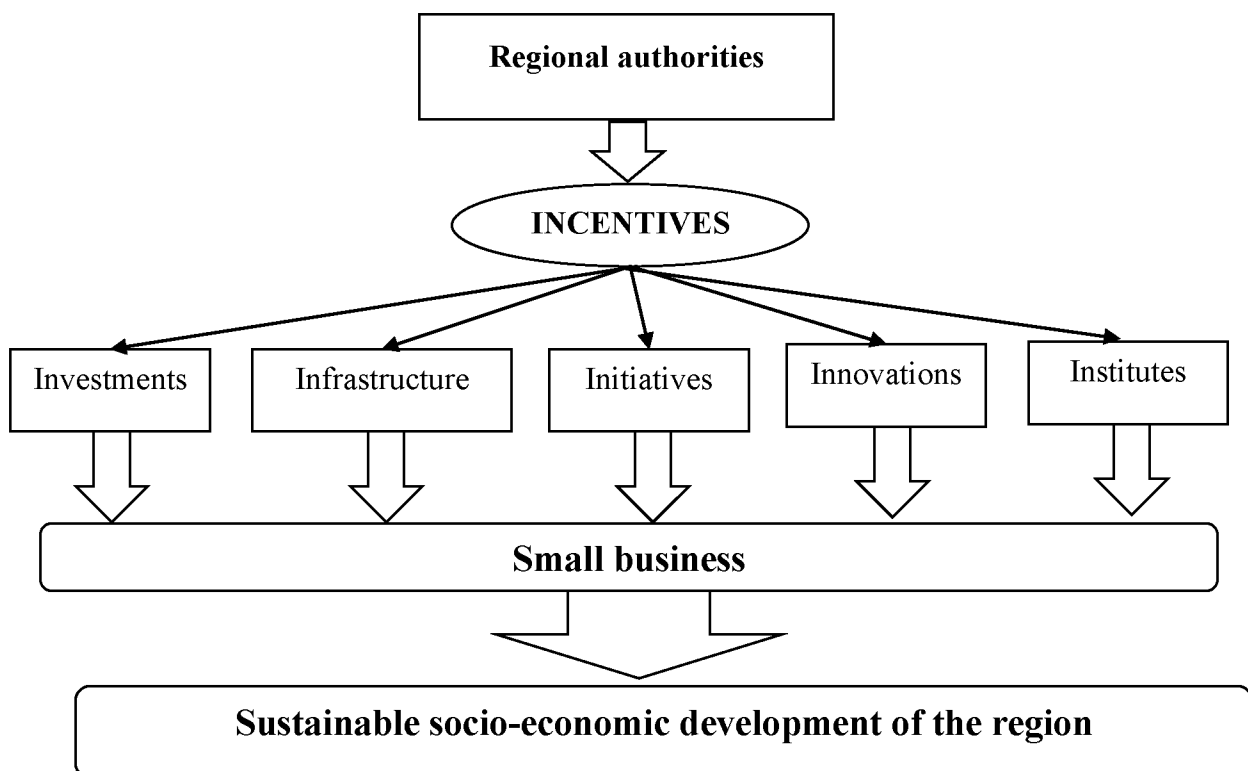 Regional authorities
INCENTIVES
Investments
Infrastructure
Initiatives
Innovations
Institutes
Small business
Sustainable socio-economic development of the region